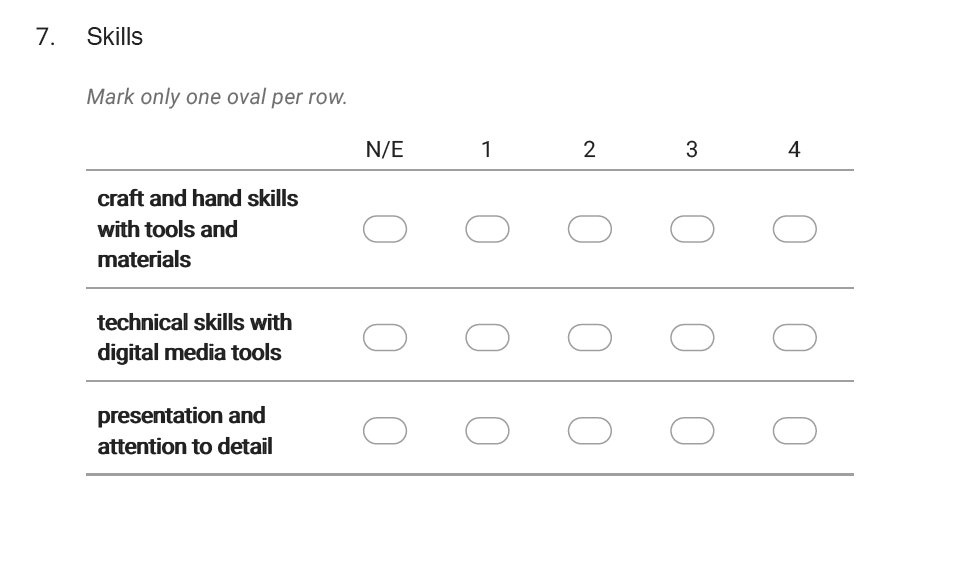 7. Skills
Mark only one oval per row.
N/E 1 2 3 4
craft and hand skills
with tools and
materials
technical skills with
digital media tools
presentation and
attention to detail